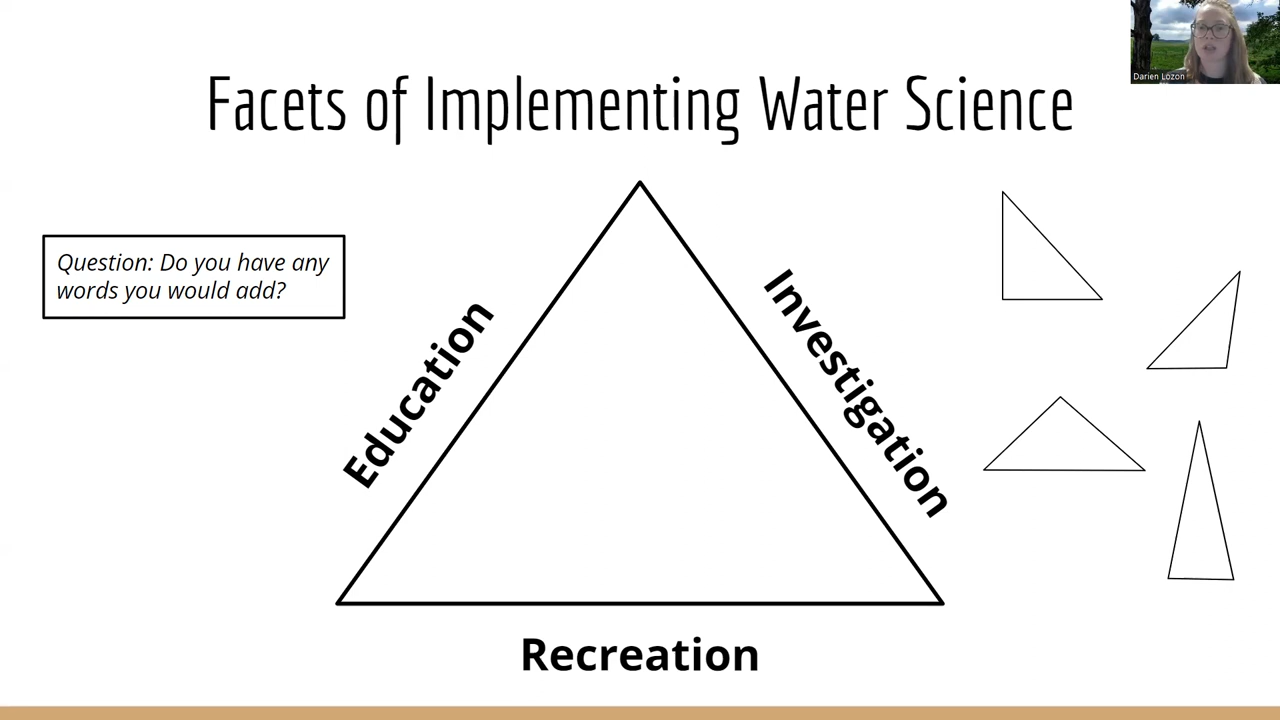 Darien Lozon
Facets of Implementing Water Science
Question: Do you have any
words you would add?
Education
Investigation
Recreation